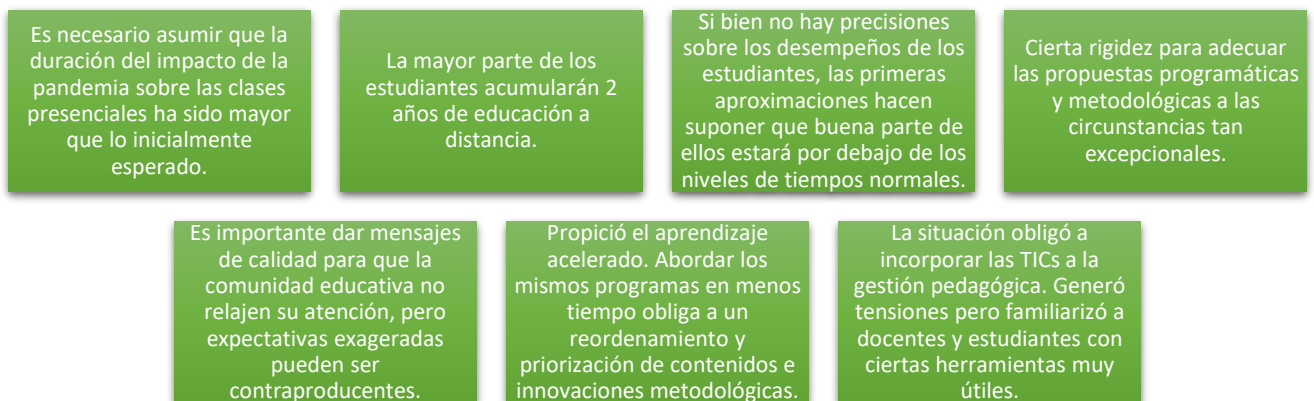 Es necesario asumir que la
duración del impacto de la
pandemia sobre las clases
presenciales ha sido mayor
que lo inicialmente
esperado.
La mayor parte de los
estudiantes acumularán 2
años de educación a
distancia.
Si bien no hay precisiones
sobre los desempeños de los
estudiantes, las primeras
aproximaciones hacen
suponer que buena parte de
ellos estará por debajo de los
niveles de tiempos normales.
Cierta rigidez para adecuar
las propuestas programáticas
y metodológicas a las
circunstancias tan
excepcionales.
Es importante dar mensajes
de calidad para que la
comunidad educativa no
relajen su atención, pero
expectativas exageradas
pueden ser
contraproducentes.
Propició el aprendizaje
acelerado. Abordar los
mismos programas en menos
tiempo obliga a un
reordenamiento y
priorización de contenidos e
innovaciones metodológicas.
La situación obligó a
incorporar las TICs a la
gestión pedagógica. Generó
tensiones pero familiarizó a
docentes y estudiantes con
ciertas herramientas muy
útiles.